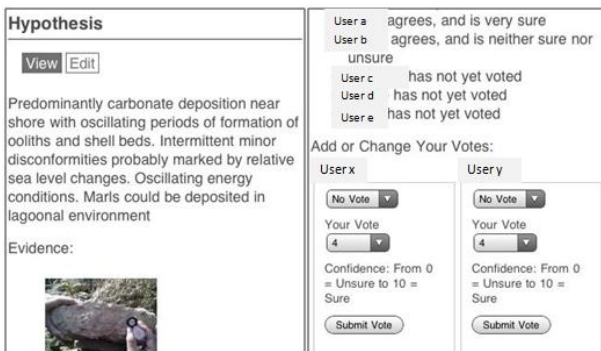 Hypothesis
View Edit
Predominantly carbonate deposition near
shore with oscillating periods of formation of
ooliths and shell beds. Intermittent minor
disconformities probably marked by relative
sea level changes. Oscillating energy
conditions. Marls could be deposited in
lagoonal environment
Evidence:
User a agrees, and is very sure
User b agrees, and is neither sure nor
unsure
User c has not yet voted
User d has not yet voted
User e has not yet voted
Add or Change Your Votes:
User x
No Vote
Your Vote
4
Confidence: From 0
= Unsure to 10 =
Sure
Submit Vote
User y
No Vote
Your Vote
4
Confidence: From 0
= Unsure to 10 =
Sure
Submit Vote